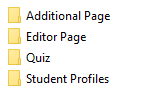 Additional Page
Editor Page
Quiz
Student Profiles